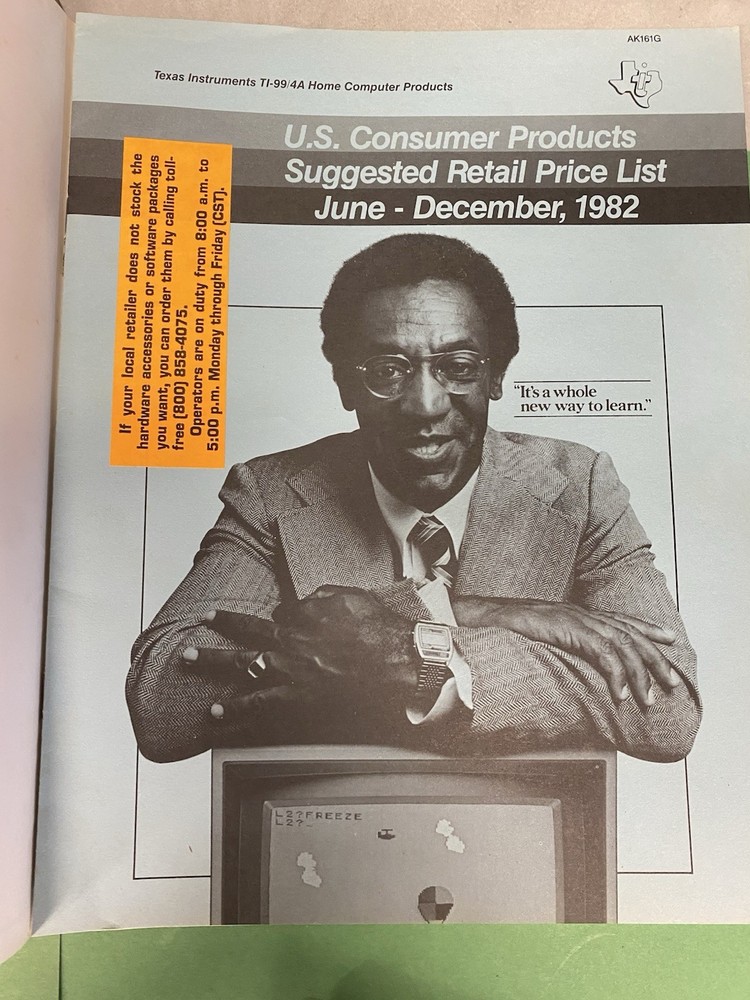 AK161G
Texas Instruments TI-99/4A Home Computer Products
U.S. Consumer Products
Suggested Retail Price List
June - December, 1982
If your local retailer does not stock the
hardware accessories or software packages
you want, you can order them by calling toll-
free (800) 858-4075.
Operators are on duty from 8:00 a.m. to
5:00 p.m. Monday through Friday (CST).
“It’s a whole
new way to learn.”
L2?FREEZE
L2?_